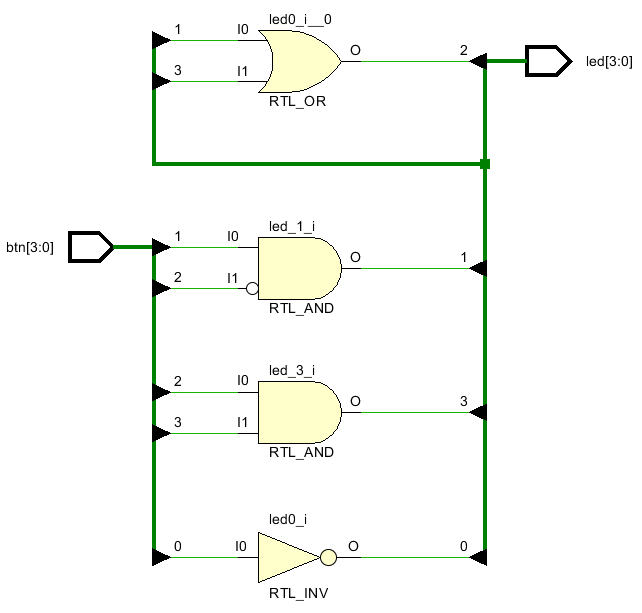 led0_i__0
1 I0
O 2 led[3:0]
3 I1
RTL_OR
led_1_i
btn[3:0] 1 I0
O 1
2 I1
RTL_AND
led_3_i
2 I0
O 3
3 I1
RTL_AND
led0_i
0 I0 O 0
RTL_INV